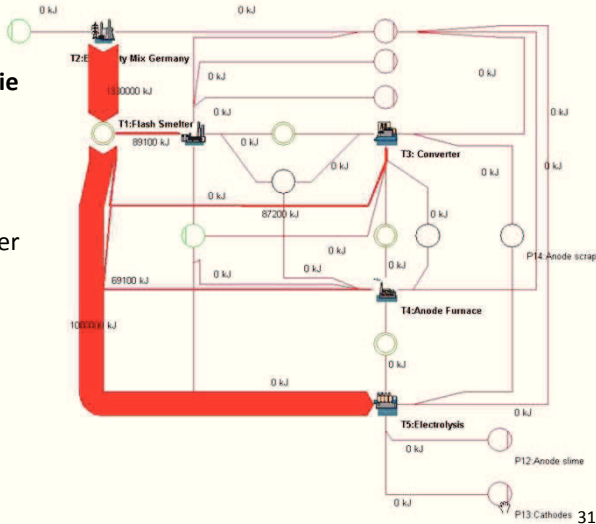 0 kJ
0 kJ
T2:E ty Mix Germany
ie
0 kJ
0 kJ
1330000 kJ
0 kJ
T1:Flash Smelter
89100 kJ
0 kJ
0 kJ
T3: Converter
0 kJ
0 kJ
0 kJ
87200 kJ
0 kJ
er
P14:Anode scrap
0 kJ
0 kJ
0 kJ
69100 kJ
0 kJ
T4:Anode Furnace
0 kJ
0 kJ
T5:Electrolysis
0 kJ
0 kJ
P12:Anode slime
0 kJ
P13:Cathodes
31